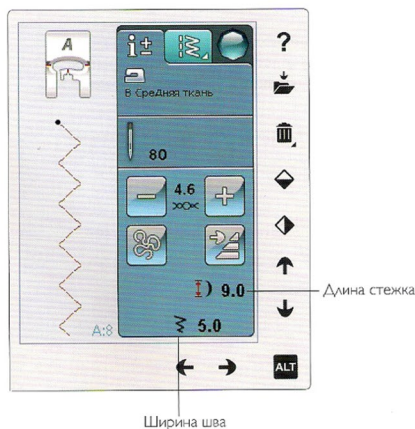 A
i±
?
В Средняя ткань
80
4.6
9.0
Длина стежка
5.0
A:8
ALT
Ширина шва